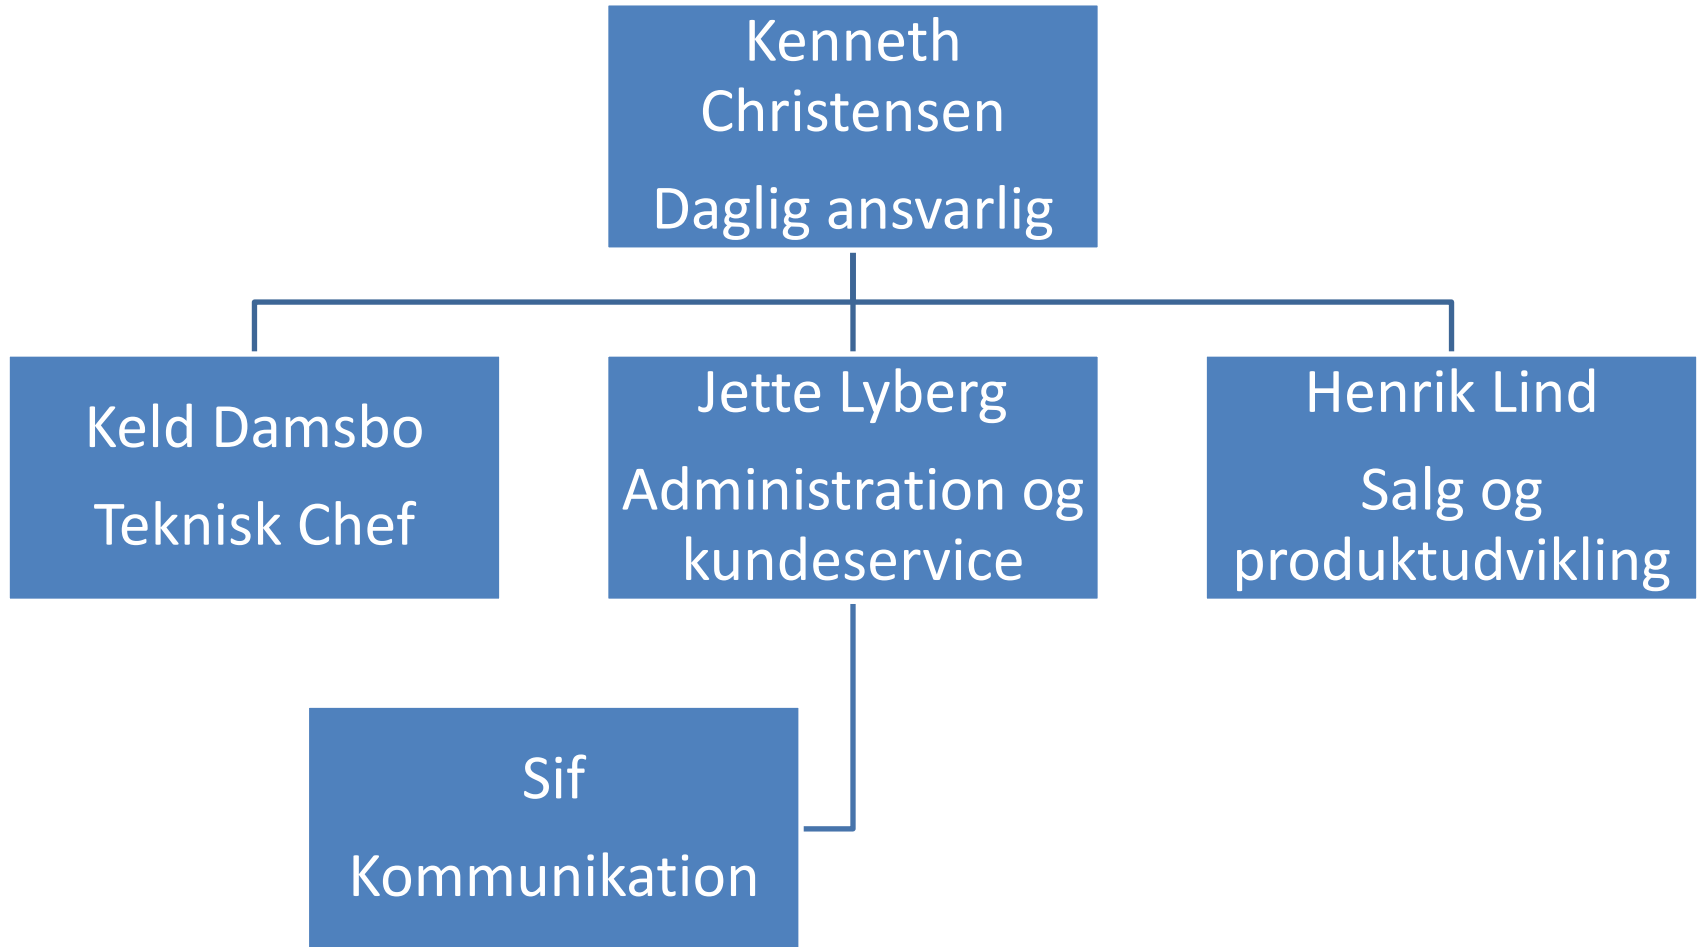 Kenneth
Christensen
Daglig ansvarlig
Keld Damsbo
Teknisk Chef
Jette Lyberg
Administration og
kundeservice
Henrik Lind
Salg og
produktudvikling
Sif
Kommunikation